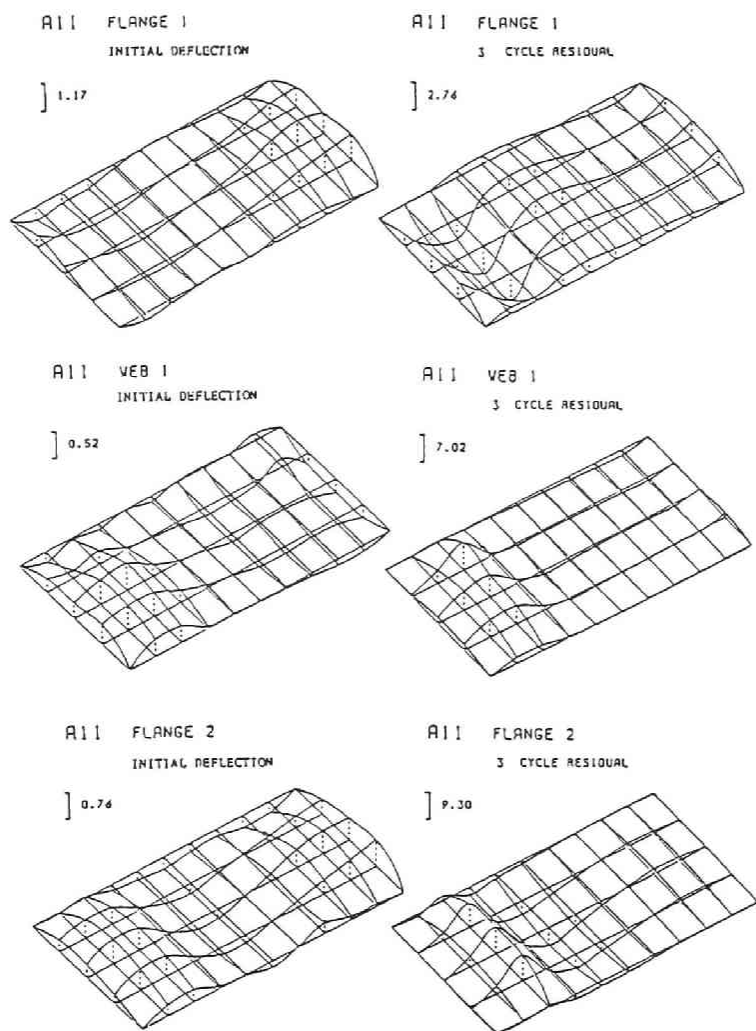 A11 FLANGE 1
INITIAL DEFLECTION
1.17
A11 FLANGE 1
3 CYCLE RESIDUAL
2.76
A11 WEB 1
INITIAL DEFLECTION
0.52
A11 WEB 1
3 CYCLE RESIDUAL
7.02
A11 FLANGE 2
INITIAL DEFLECTION
0.76
A11 FLANGE 2
3 CYCLE RESIDUAL
9.30